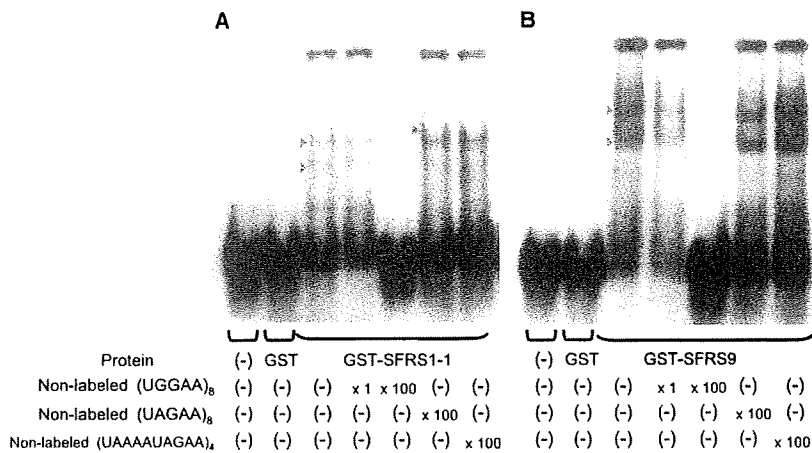 A B
Protein (-) GST GST-SFRS1-1 (-) GST GST-SFRS9
Non-labeled (UGGAA)₈ (-) (-) (-) x 1 x 100 (-) (-) (-) (-) (-) x 1 x 100 (-) (-)
Non-labeled (UAGAA)₈ (-) (-) (-) (-) (-) x 100 (-) (-) (-) (-) (-) (-) x 100 (-)
Non-labeled (UAAAAUAGAA)₄ (-) (-) (-) (-) (-) (-) x 100 (-) (-) (-) (-) (-) (-) x 100